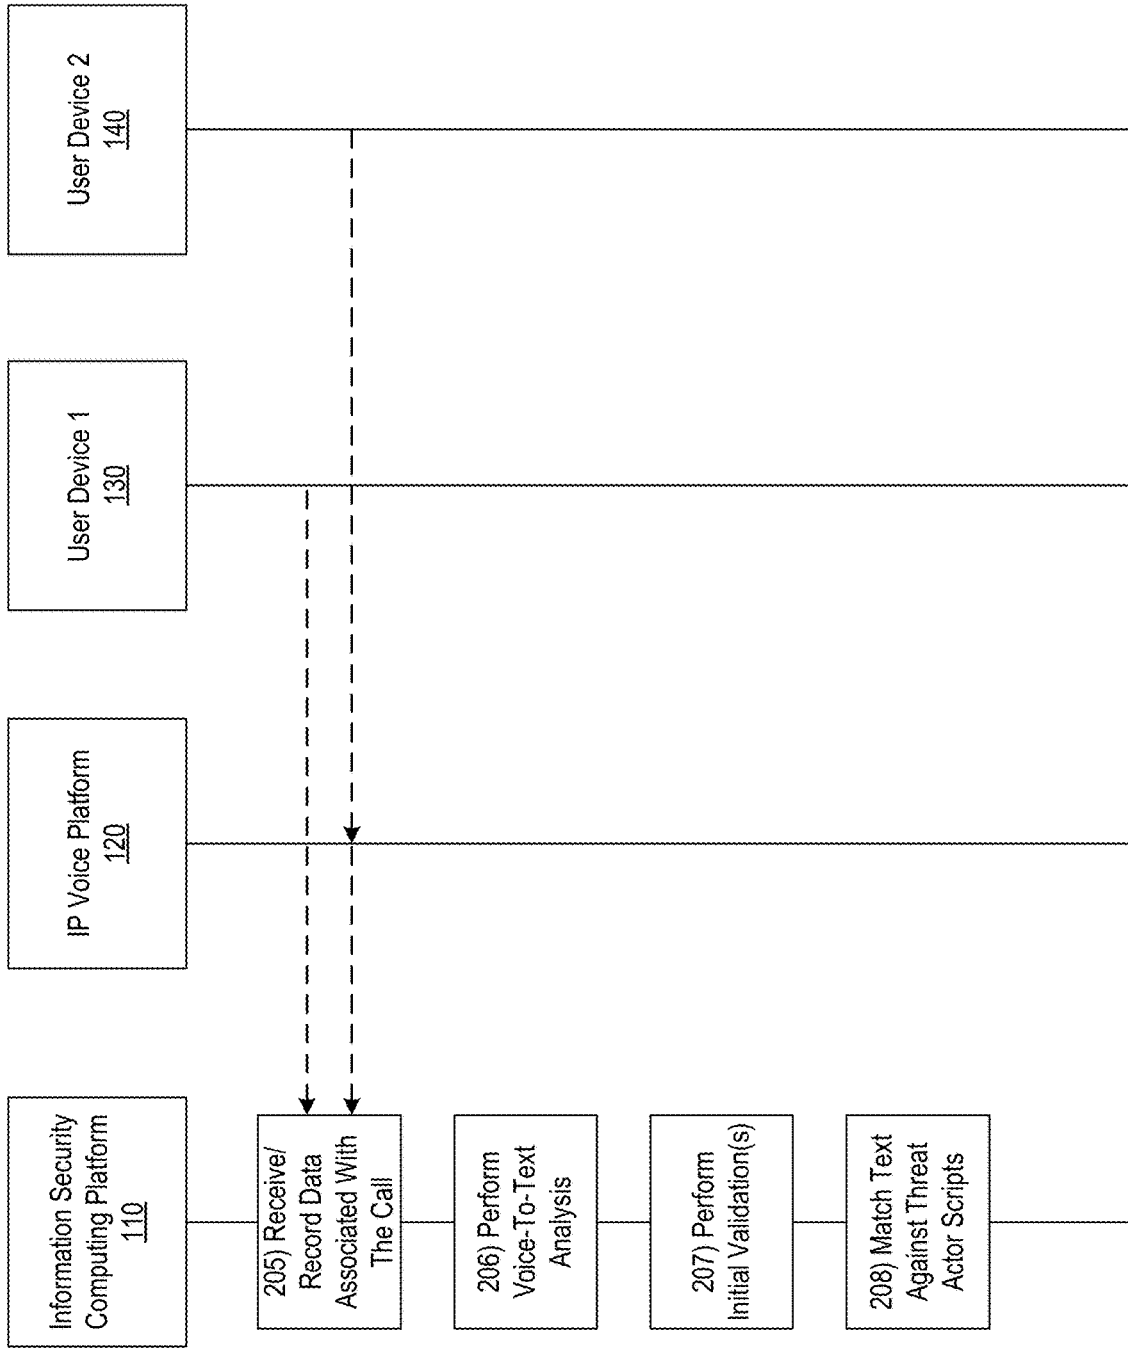 Information Security
Computing Platform
110
IP Voice Platform
120
User Device 1
130
User Device 2
140
205) Receive/
Record Data
Associated With
The Call
206) Perform
Voice-To-Text
Analysis
207) Perform
Initial Validation(s)
208) Match Text
Against Threat
Actor Scripts